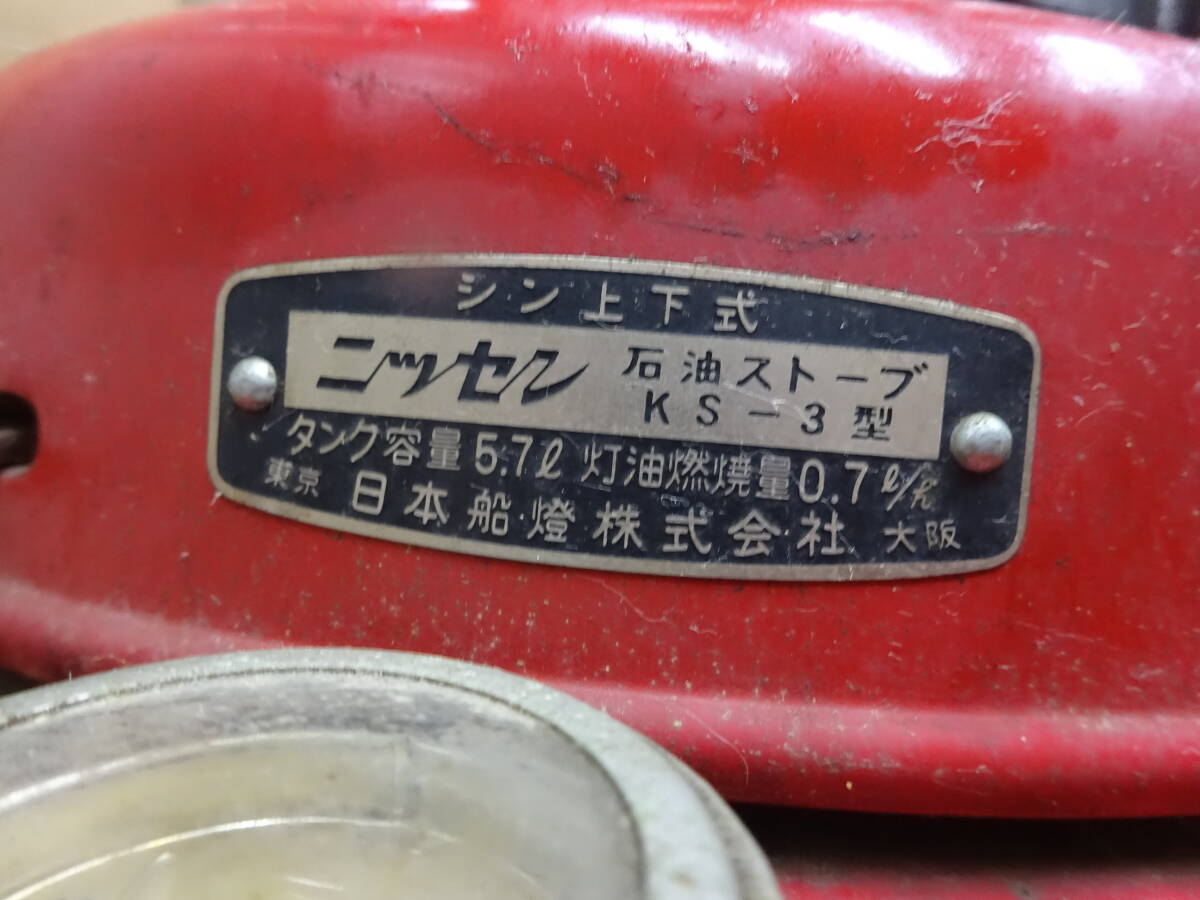 シン上下式
ニッセン 石油ストーブ
KS-3型
タンク容量5.7ℓ 灯油燃焼量0.7ℓ/h
東京 日本船燈株式会社 大阪